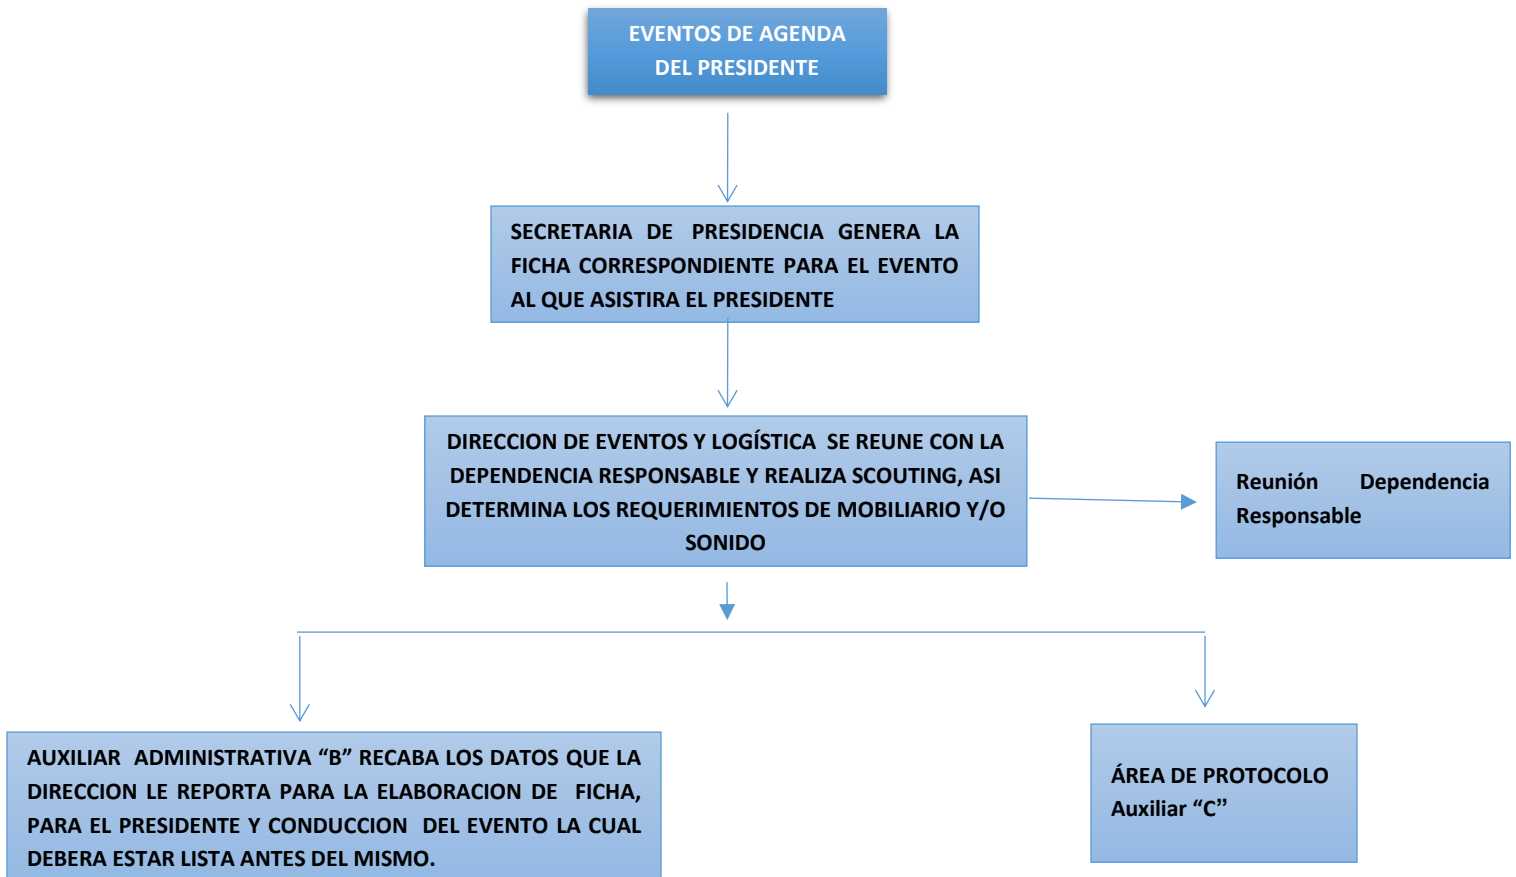 EVENTOS DE AGENDA
DEL PRESIDENTE
SECRETARIA DE PRESIDENCIA GENERA LA
FICHA CORRESPONDIENTE PARA EL EVENTO
AL QUE ASISTIRA EL PRESIDENTE
DIRECCION DE EVENTOS Y LOGÍSTICA SE REUNE CON LA
DEPENDENCIA RESPONSABLE Y REALIZA SCOUTING, ASI
DETERMINA LOS REQUERIMIENTOS DE MOBILIARIO Y/O
SONIDO
Reunión Dependencia
Responsable
AUXILIAR ADMINISTRATIVA “B” RECABA LOS DATOS QUE LA
DIRECCION LE REPORTA PARA LA ELABORACION DE FICHA,
PARA EL PRESIDENTE Y CONDUCCION DEL EVENTO LA CUAL
DEBERA ESTAR LISTA ANTES DEL MISMO.
ÁREA DE PROTOCOLO
Auxiliar “C”